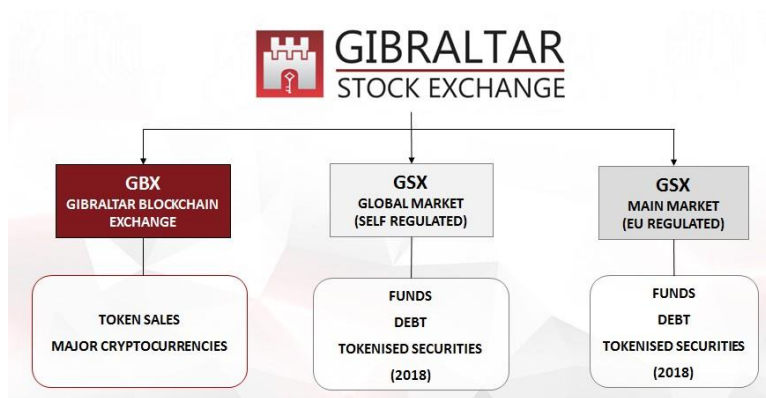 GIBRALTAR
STOCK EXCHANGE
GBX
GIBRALTAR BLOCKCHAIN
EXCHANGE
GSX
GLOBAL MARKET
(SELF REGULATED)
GSX
MAIN MARKET
(EU REGULATED)
TOKEN SALES
MAJOR CRYPTOCURRENCIES
FUNDS
DEBT
TOKENISED SECURITIES
(2018)
FUNDS
DEBT
TOKENISED SECURITIES
(2018)